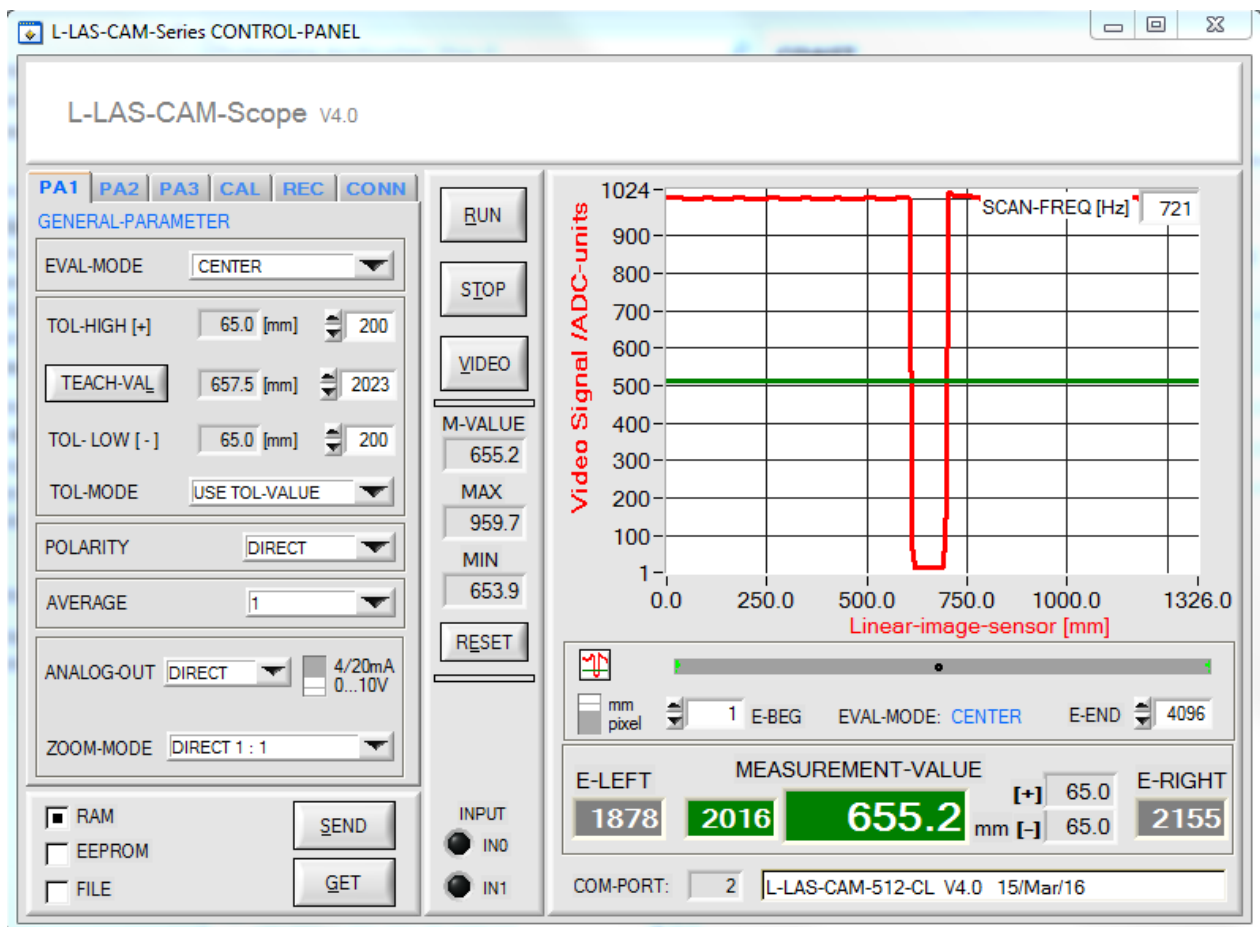 L-LAS-CAM-Series CONTROL-PANEL
L-LAS-CAM-Scope V4.0
PA1 PA2 PA3 CAL REC CONN
GENERAL-PARAMETER
EVAL-MODE CENTER
TOL-HIGH [+] 65.0 [mm] 200
TEACH-VAL 657.5 [mm] 2023
TOL- LOW [ - ] 65.0 [mm] 200
TOL-MODE USE TOL-VALUE
POLARITY DIRECT
AVERAGE 1
ANALOG-OUT DIRECT 4/20mA
0...10V
ZOOM-MODE DIRECT 1 : 1
RAM
EEPROM
FILE
SEND
GET
RUN
STOP
VIDEO
M-VALUE
655.2
MAX
959.7
MIN
653.9
RESET
INPUT
IN0
IN1
Video Signal /ADC-units
1024
900
800
700
600
500
400
300
200
100
1
SCAN-FREQ [Hz] 721
0.0 250.0 500.0 750.0 1000.0 1326.0
Linear-image-sensor [mm]
mm
pixel
1 E-BEG EVAL-MODE: CENTER E-END 4096
E-LEFT MEASUREMENT-VALUE E-RIGHT
1878 2016 655.2 mm [+] 65.0 [–] 65.0 2155
COM-PORT: 2 L-LAS-CAM-512-CL V4.0 15/Mar/16